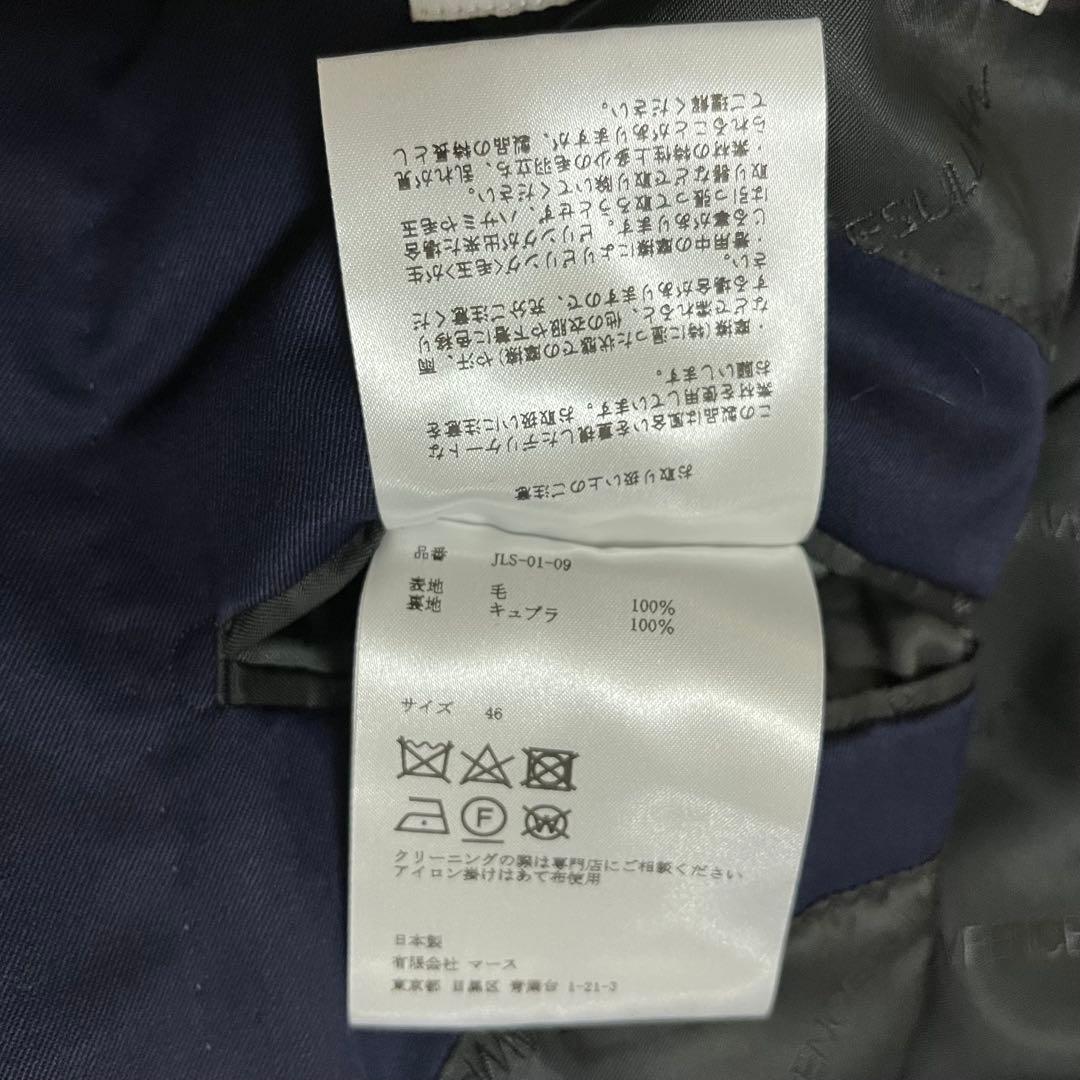 お取り扱い上のご注意
この製品は風合いを重視したデリケートな
素材を使用しています。お取扱いに注意を
お願いします。
・摩擦(特に湿った状態での摩擦)や汗、雨
などで濡れると、他の衣服や下着に色移り
する場合がありますので、充分ご注意くだ
さい。
・着用中の摩擦によりピリング<毛玉>が生
じる事があります。ピリングが出来た場合
は引っ張って取ろうとせず、ハサミや毛玉
取り器などで取り除いてください。
・素材の特性上多少の毛羽立ち、乱れが見
られることがありますが、製品の特長とし
てご理解ください。
品番 JLS-01-09
表地 毛 100%
裏地 キュプラ 100%
サイズ 46
F
W
クリーニングの際は専門店にご相談ください
アイロン掛けはあて布使用
日本製
有限会社 マース
東京都 目黒区 青葉台 1-21-3